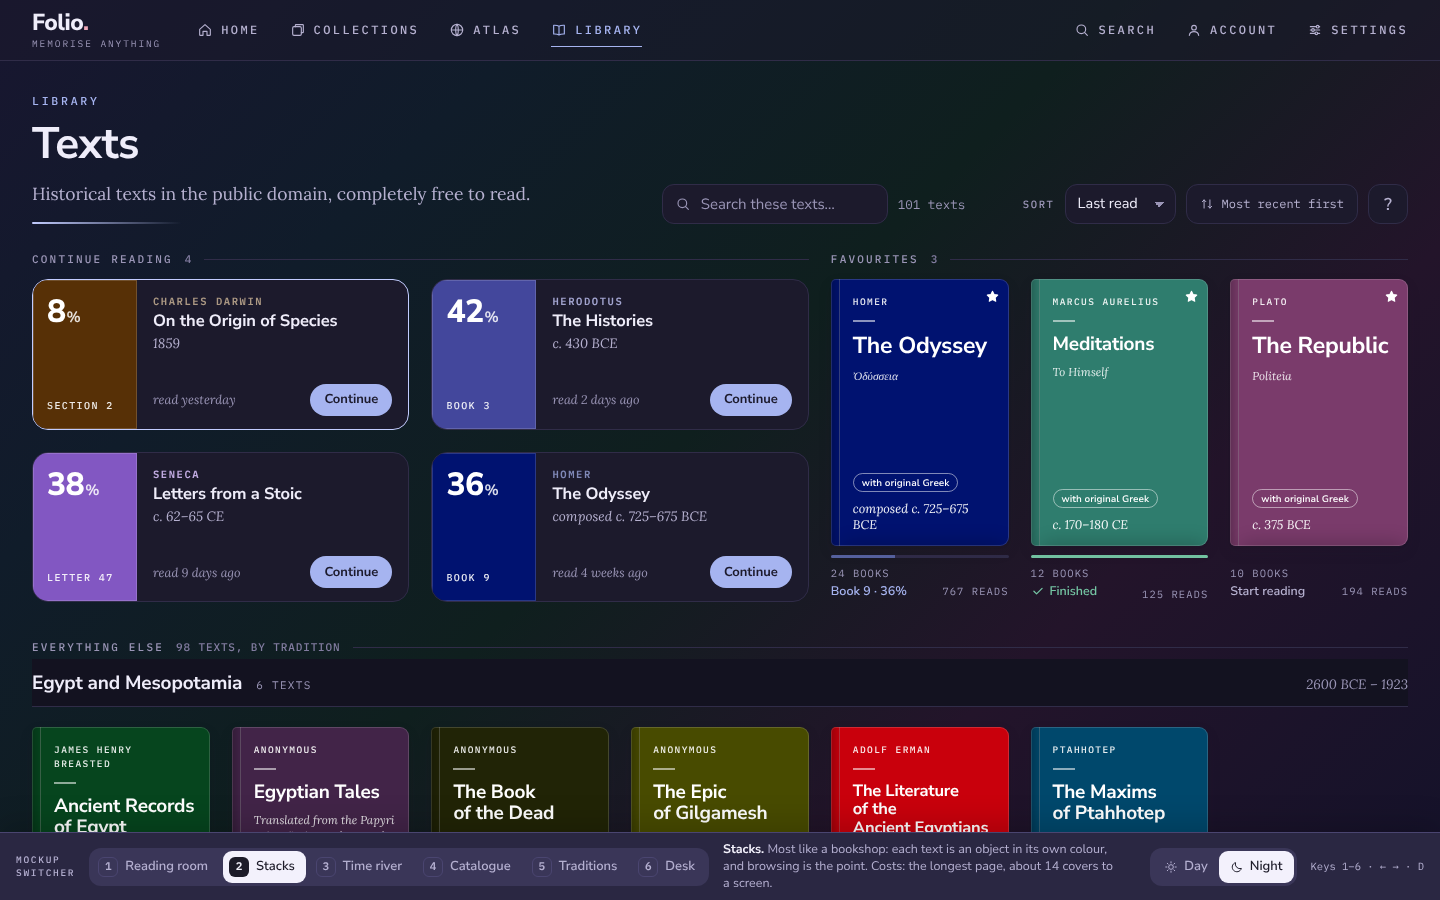 Folio.
MEMORISE ANYTHING
HOME
COLLECTIONS
ATLAS
LIBRARY
SEARCH
ACCOUNT
SETTINGS
LIBRARY
Texts
Historical texts in the public domain, completely free to read.
Search these texts...
101 texts
SORT
Last read
Most recent first
?
CONTINUE READING 4
8%
SECTION 2
CHARLES DARWIN
On the Origin of Species
1859
read yesterday
Continue
42%
BOOK 3
HERODOTUS
The Histories
c. 430 BCE
read 2 days ago
Continue
38%
LETTER 47
SENECA
Letters from a Stoic
c. 62–65 CE
read 9 days ago
Continue
36%
BOOK 9
HOMER
The Odyssey
composed c. 725–675 BCE
read 4 weeks ago
Continue
FAVOURITES 3
HOMER
The Odyssey
Ὀδύσσεια
with original Greek
composed c. 725–675
BCE
24 BOOKS
Book 9 · 36%
767 READS
MARCUS AURELIUS
Meditations
To Himself
with original Greek
c. 170–180 CE
12 BOOKS
Finished
125 READS
PLATO
The Republic
Politeia
with original Greek
c. 375 BCE
10 BOOKS
Start reading
194 READS
EVERYTHING ELSE 98 TEXTS, BY TRADITION
Egypt and Mesopotamia 6 TEXTS
2600 BCE – 1923
JAMES HENRY
BREASTED
Ancient Records
of Egypt
ANONYMOUS
Egyptian Tales
Translated from the Papyri
ANONYMOUS
The Book
of the Dead
ANONYMOUS
The Epic
of Gilgamesh
ADOLF ERMAN
The Literature
of the
Ancient Egyptians
PTAHHOTEP
The Maxims
of Ptahhotep
MOCKUP
SWITCHER
1 Reading room
2 Stacks
3 Time river
4 Catalogue
5 Traditions
6 Desk
Stacks. Most like a bookshop: each text is an object in its own colour,
and browsing is the point. Costs: the longest page, about 14 covers to
a screen.
Day
Night
Keys 1–6 · ← → · D